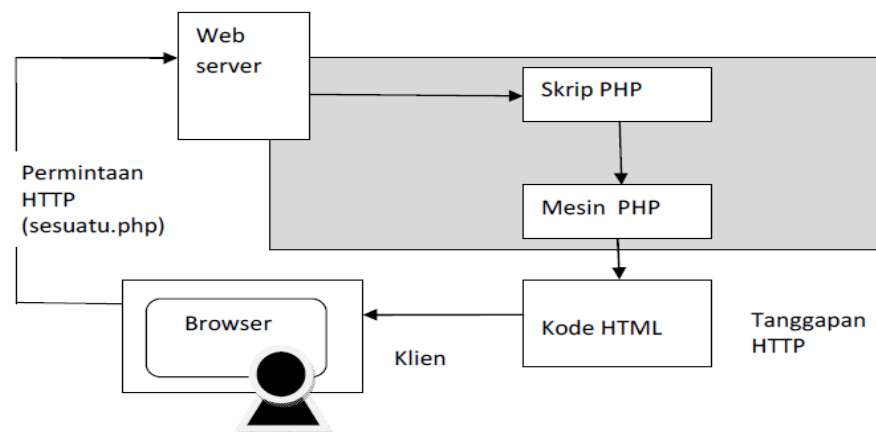 Web
server
Skrip PHP
Permintaan
HTTP
(sesuatu.php)
Mesin PHP
Browser
Kode HTML
Tanggapan
HTTP
Klien